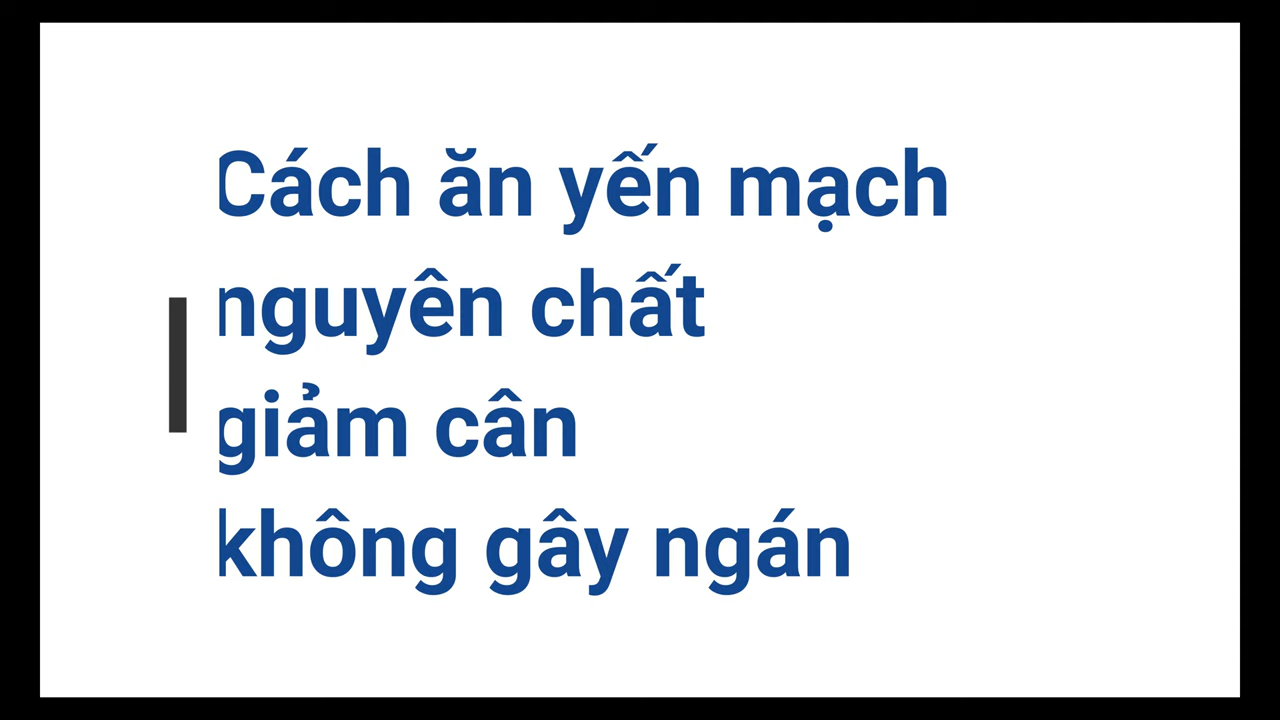 Cách ăn yến mạch
nguyên chất
giảm cân
không gây ngán